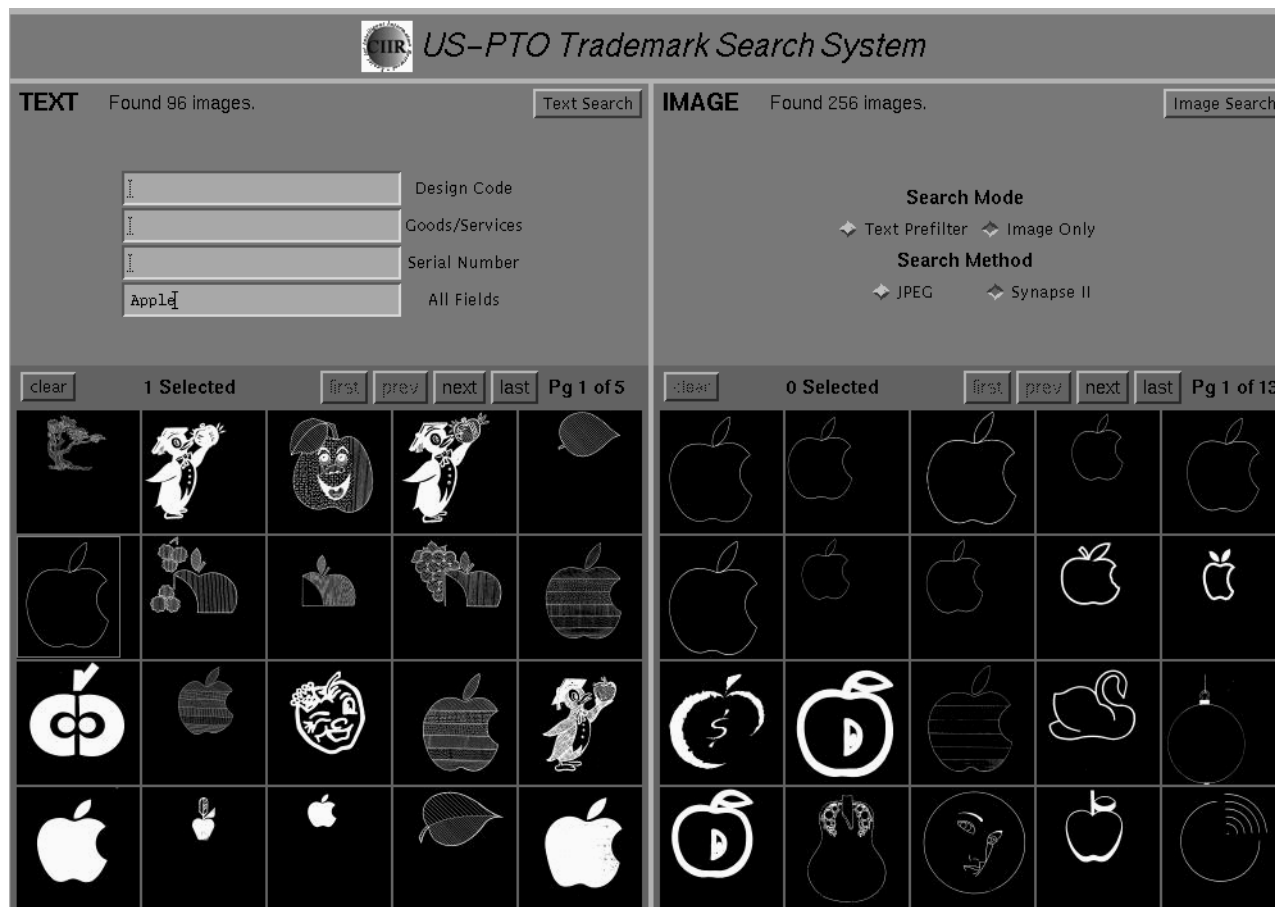 CIIR US-PTO Trademark Search System
TEXT Found 96 images. Text Search
Design Code
Goods/Services
Serial Number
Apple All Fields
clear 1 Selected first prev next last Pg 1 of 5
IMAGE Found 256 images. Image Search
Search Mode
Text Prefilter Image Only
Search Method
JPEG Synapse II
clear 0 Selected first prev next last Pg 1 of 13